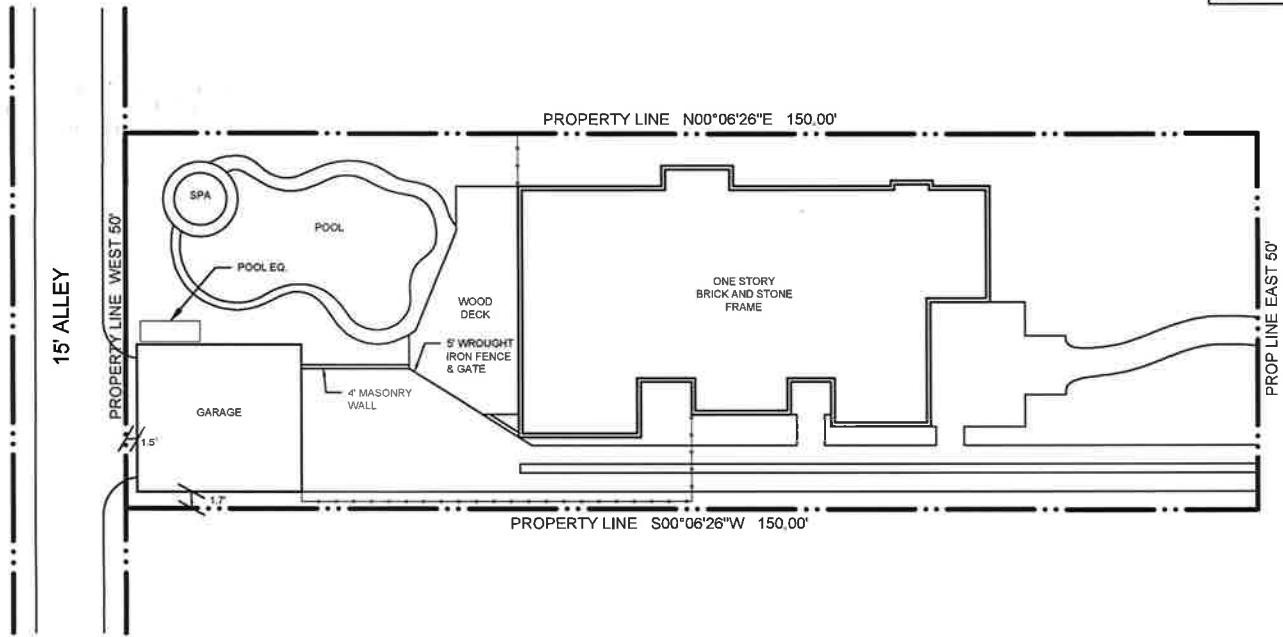 PROPERTY LINE N00°06'26"E 150.00'
SPA
POOL
POOL EQ.
15' ALLEY
PROPERTY LINE WEST 50'
WOOD
DECK
ONE STORY
BRICK AND STONE
FRAME
PROP LINE EAST 50'
5' WROUGHT
IRON FENCE
& GATE
4' MASONRY
WALL
GARAGE
1.5'
1.7'
PROPERTY LINE S00°06'26"W 150.00'